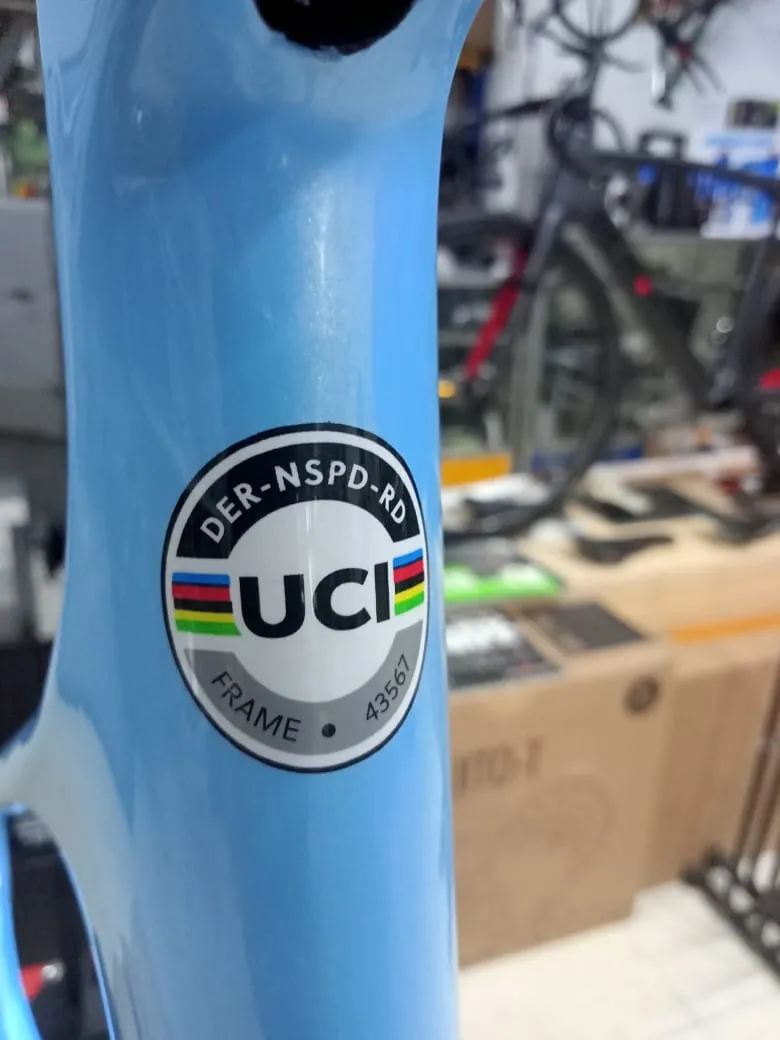 DER-NSPD-RD
UCI
FRAME • 43567